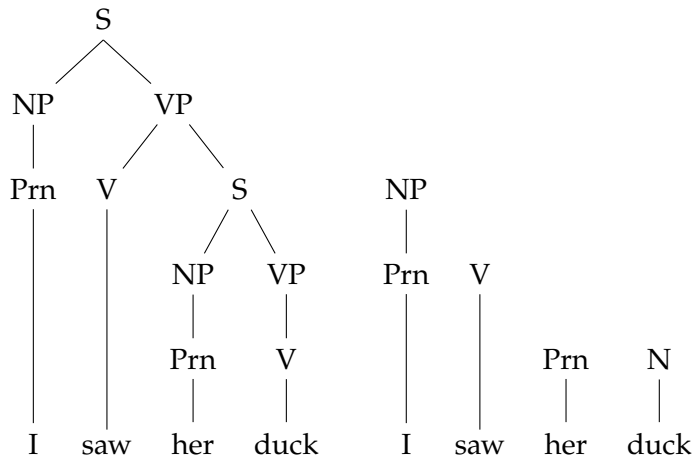 S
NP VP
Prn V S NP
NP VP Prn V
Prn V Prn N
I saw her duck I saw her duck